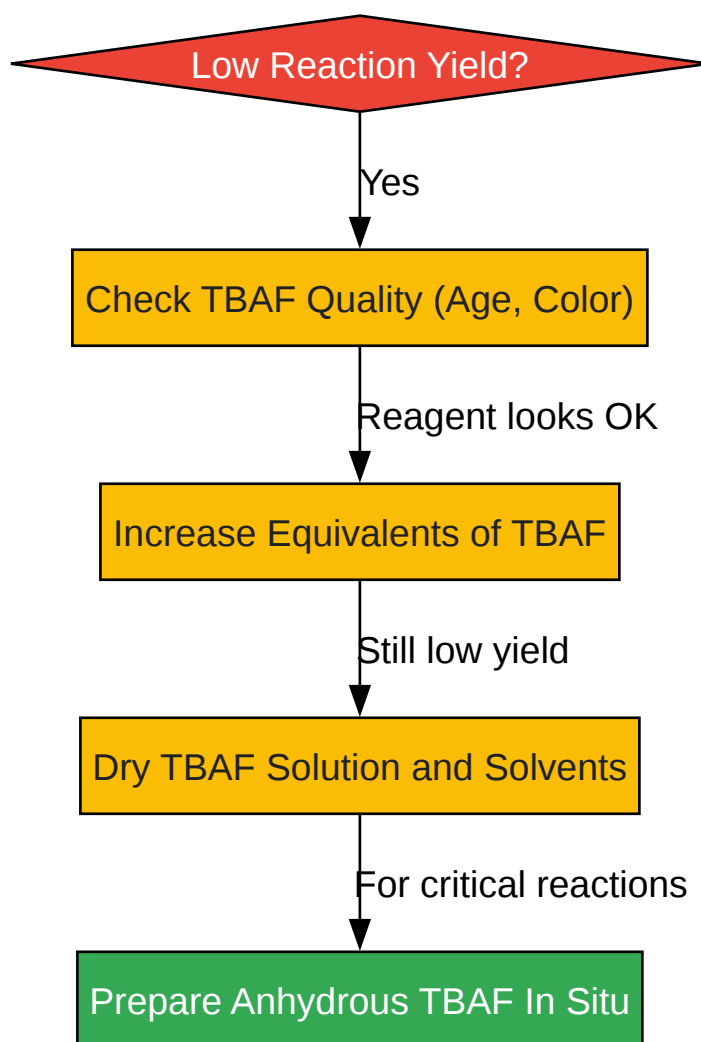 Low Reaction Yield?
Yes
Check TBAF Quality (Age, Color)
Reagent looks OK
Increase Equivalents of TBAF
Still low yield
Dry TBAF Solution and Solvents
For critical reactions
Prepare Anhydrous TBAF In Situ